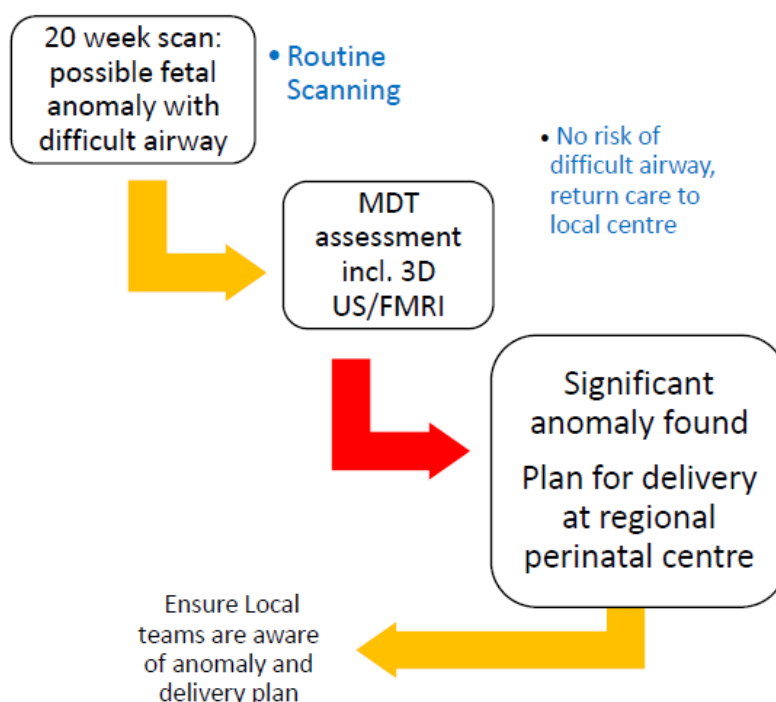 20 week scan:
possible fetal
anomaly with
difficult airway
• Routine
Scanning
• No risk of
difficult airway,
return care to
local centre
MDT
assessment
incl. 3D
US/FMRI
Significant
anomaly found
Plan for delivery
at regional
perinatal centre
Ensure Local
teams are aware
of anomaly and
delivery plan